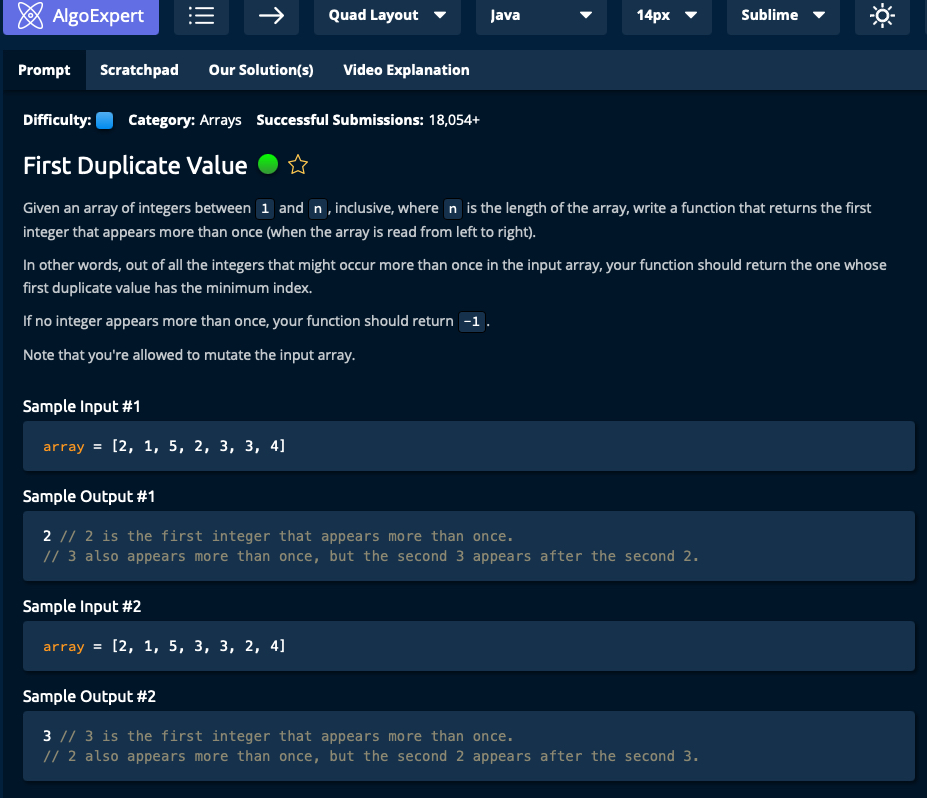 AlgoExpert Quad Layout Java 14px Sublime
Prompt Scratchpad Our Solution(s) Video Explanation
Difficulty: Category: Arrays Successful Submissions: 18,054+
First Duplicate Value
Given an array of integers between 1 and n, inclusive, where n is the length of the array, write a function that returns the first
integer that appears more than once (when the array is read from left to right).
In other words, out of all the integers that might occur more than once in the input array, your function should return the one whose
first duplicate value has the minimum index.
If no integer appears more than once, your function should return -1.
Note that you're allowed to mutate the input array.
Sample Input #1
array = [2, 1, 5, 2, 3, 3, 4]
Sample Output #1
2 // 2 is the first integer that appears more than once.
// 3 also appears more than once, but the second 3 appears after the second 2.
Sample Input #2
array = [2, 1, 5, 3, 3, 2, 4]
Sample Output #2
3 // 3 is the first integer that appears more than once.
// 2 also appears more than once, but the second 2 appears after the second 3.